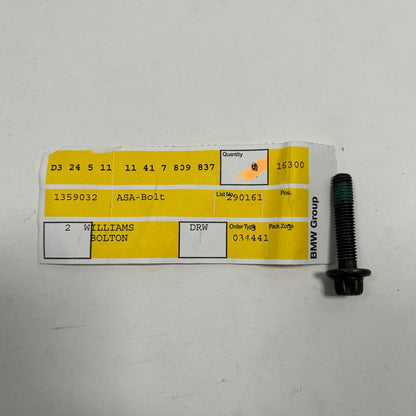 Quantity
D3 24 5 11 11 41 7 809 837 16300
1359032 ASA-Bolt List No. 290161 Pos.
2 WILLIAMS DRW Order Type Pack Zone
BOLTON 034441
BMW Group